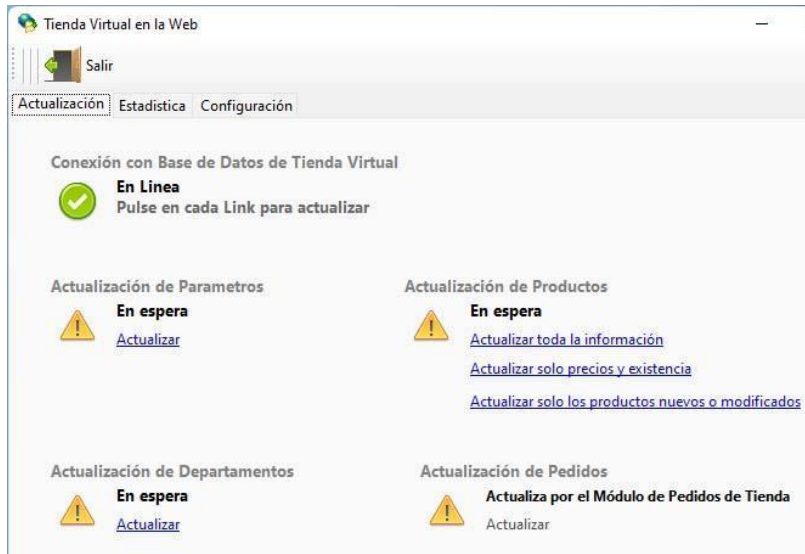 Tienda Virtual en la Web
Salir
Actualización Estadistica Configuración
Conexión con Base de Datos de Tienda Virtual
En Linea
Pulse en cada Link para actualizar
Actualización de Parametros
En espera
Actualizar
Actualización de Productos
En espera
Actualizar toda la información
Actualizar solo precios y existencia
Actualizar solo los productos nuevos o modificados
Actualización de Departamentos
En espera
Actualizar
Actualización de Pedidos
Actualiza por el Módulo de Pedidos de Tienda
Actualizar